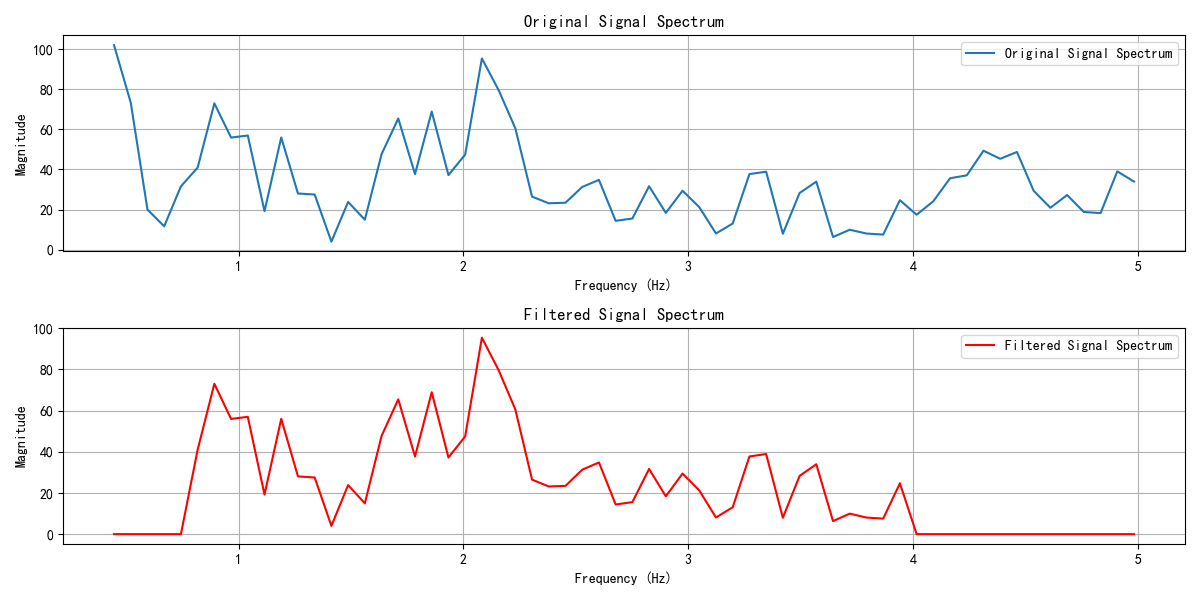 Original Signal Spectrum
Original Signal Spectrum
Magnitude
100
80
60
40
20
0
1 2 3 4 5
Frequency (Hz)
Filtered Signal Spectrum
Filtered Signal Spectrum
Magnitude
100
80
60
40
20
0
1 2 3 4 5
Frequency (Hz)